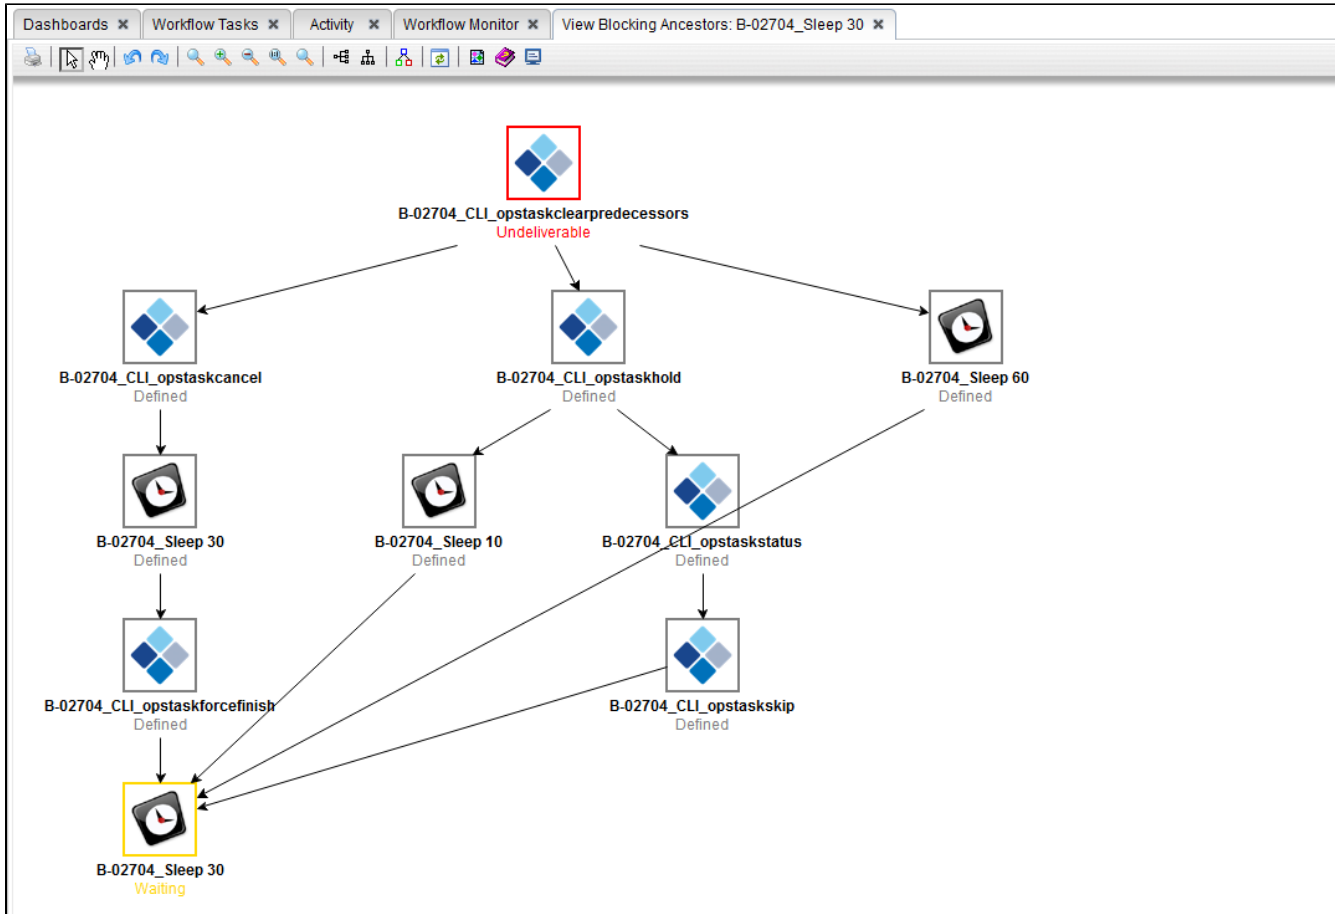 Dashboards
Workflow Tasks
Activity
Workflow Monitor
View Blocking Ancestors: B-02704_Sleep 30
B-02704_CLI_opstaskclearpredecessors
Undeliverable
B-02704_CLI_opstaskcancel
Defined
B-02704_CLI_opstaskhold
Defined
B-02704_Sleep 60
Defined
B-02704_Sleep 30
Defined
B-02704_Sleep 10
Defined
B-02704_CLI_opstaskstatus
Defined
B-02704_CLI_opstaskforcefinish
Defined
B-02704_CLI_opstaskskip
Defined
B-02704_Sleep 30
Waiting